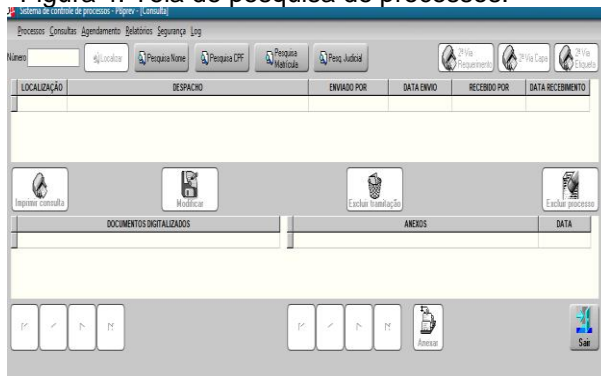 Figura 4: Tela de pesquisa de processos.
Sistema de controle de processos - PBprev - [Consulta]
Processos Consultas Agendamento Relatórios Segurança Log
Número Localizar Pesquisa Nome Pesquisa CPF Pesquisa Matrícula Pesq. Judicial 2ª Via Requerimento 2ª Via Capa 2ª Via Etiqueta
LOCALIZAÇÃO DESPACHO ENVIADO POR DATA ENVIO RECEBIDO POR DATA RECEBIMENTO
Imprimir consulta Modificar Excluir tramitação Excluir processo
DOCUMENTOS DIGITALIZADOS ANEXOS DATA
Anexar Sair